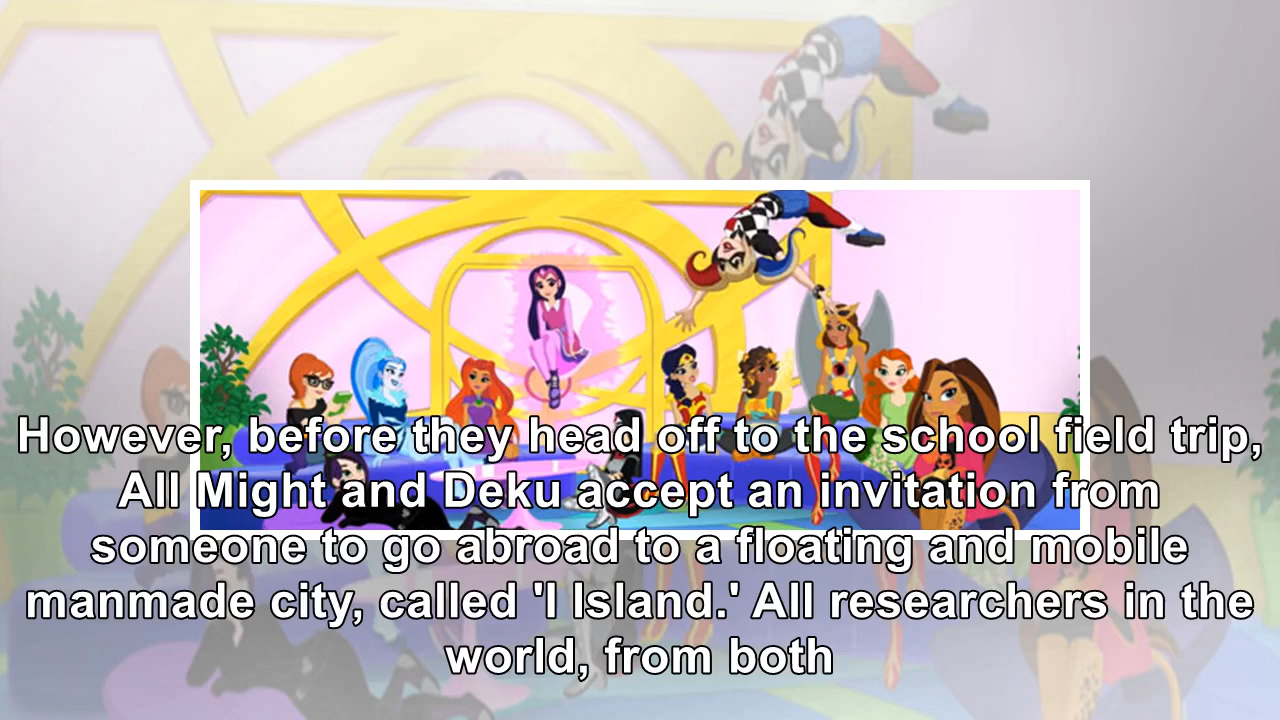 However, before they head off to the school field trip,
All Might and Deku accept an invitation from
someone to go abroad to a floating and mobile
manmade city, called 'I Island.' All researchers in the
world, from both